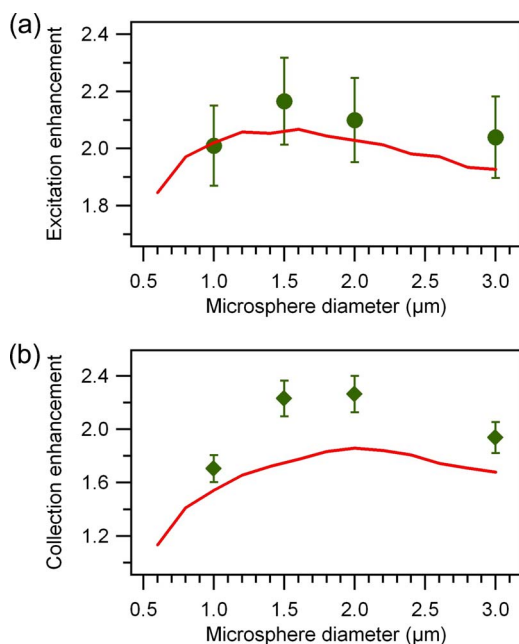 (a)
Excitation enhancement
2.4
2.2
2.0
1.8
0.5 1.0 1.5 2.0 2.5 3.0
Microsphere diameter (µm)
(b)
Collection enhancement
2.4
2.0
1.6
1.2
0.5 1.0 1.5 2.0 2.5 3.0
Microsphere diameter (µm)